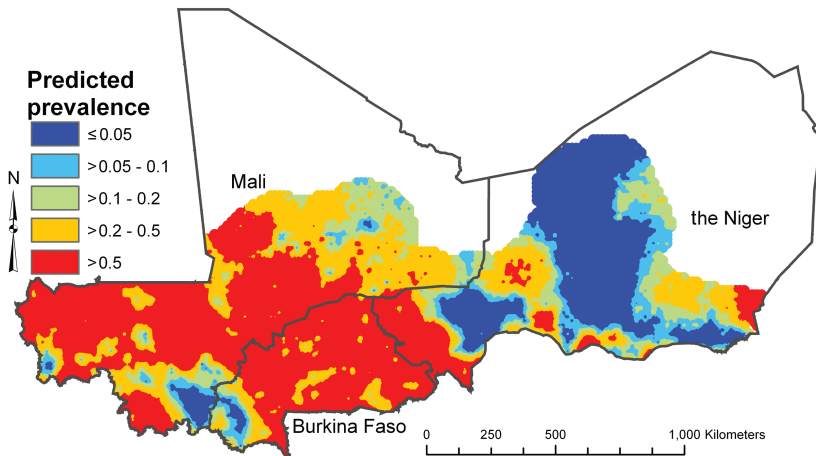 Predicted
prevalence
≤0.05
>0.05 - 0.1
>0.1 - 0.2
>0.2 - 0.5
>0.5
N
Mali
the Niger
Burkina Faso
0 250 500 1,000 Kilometers